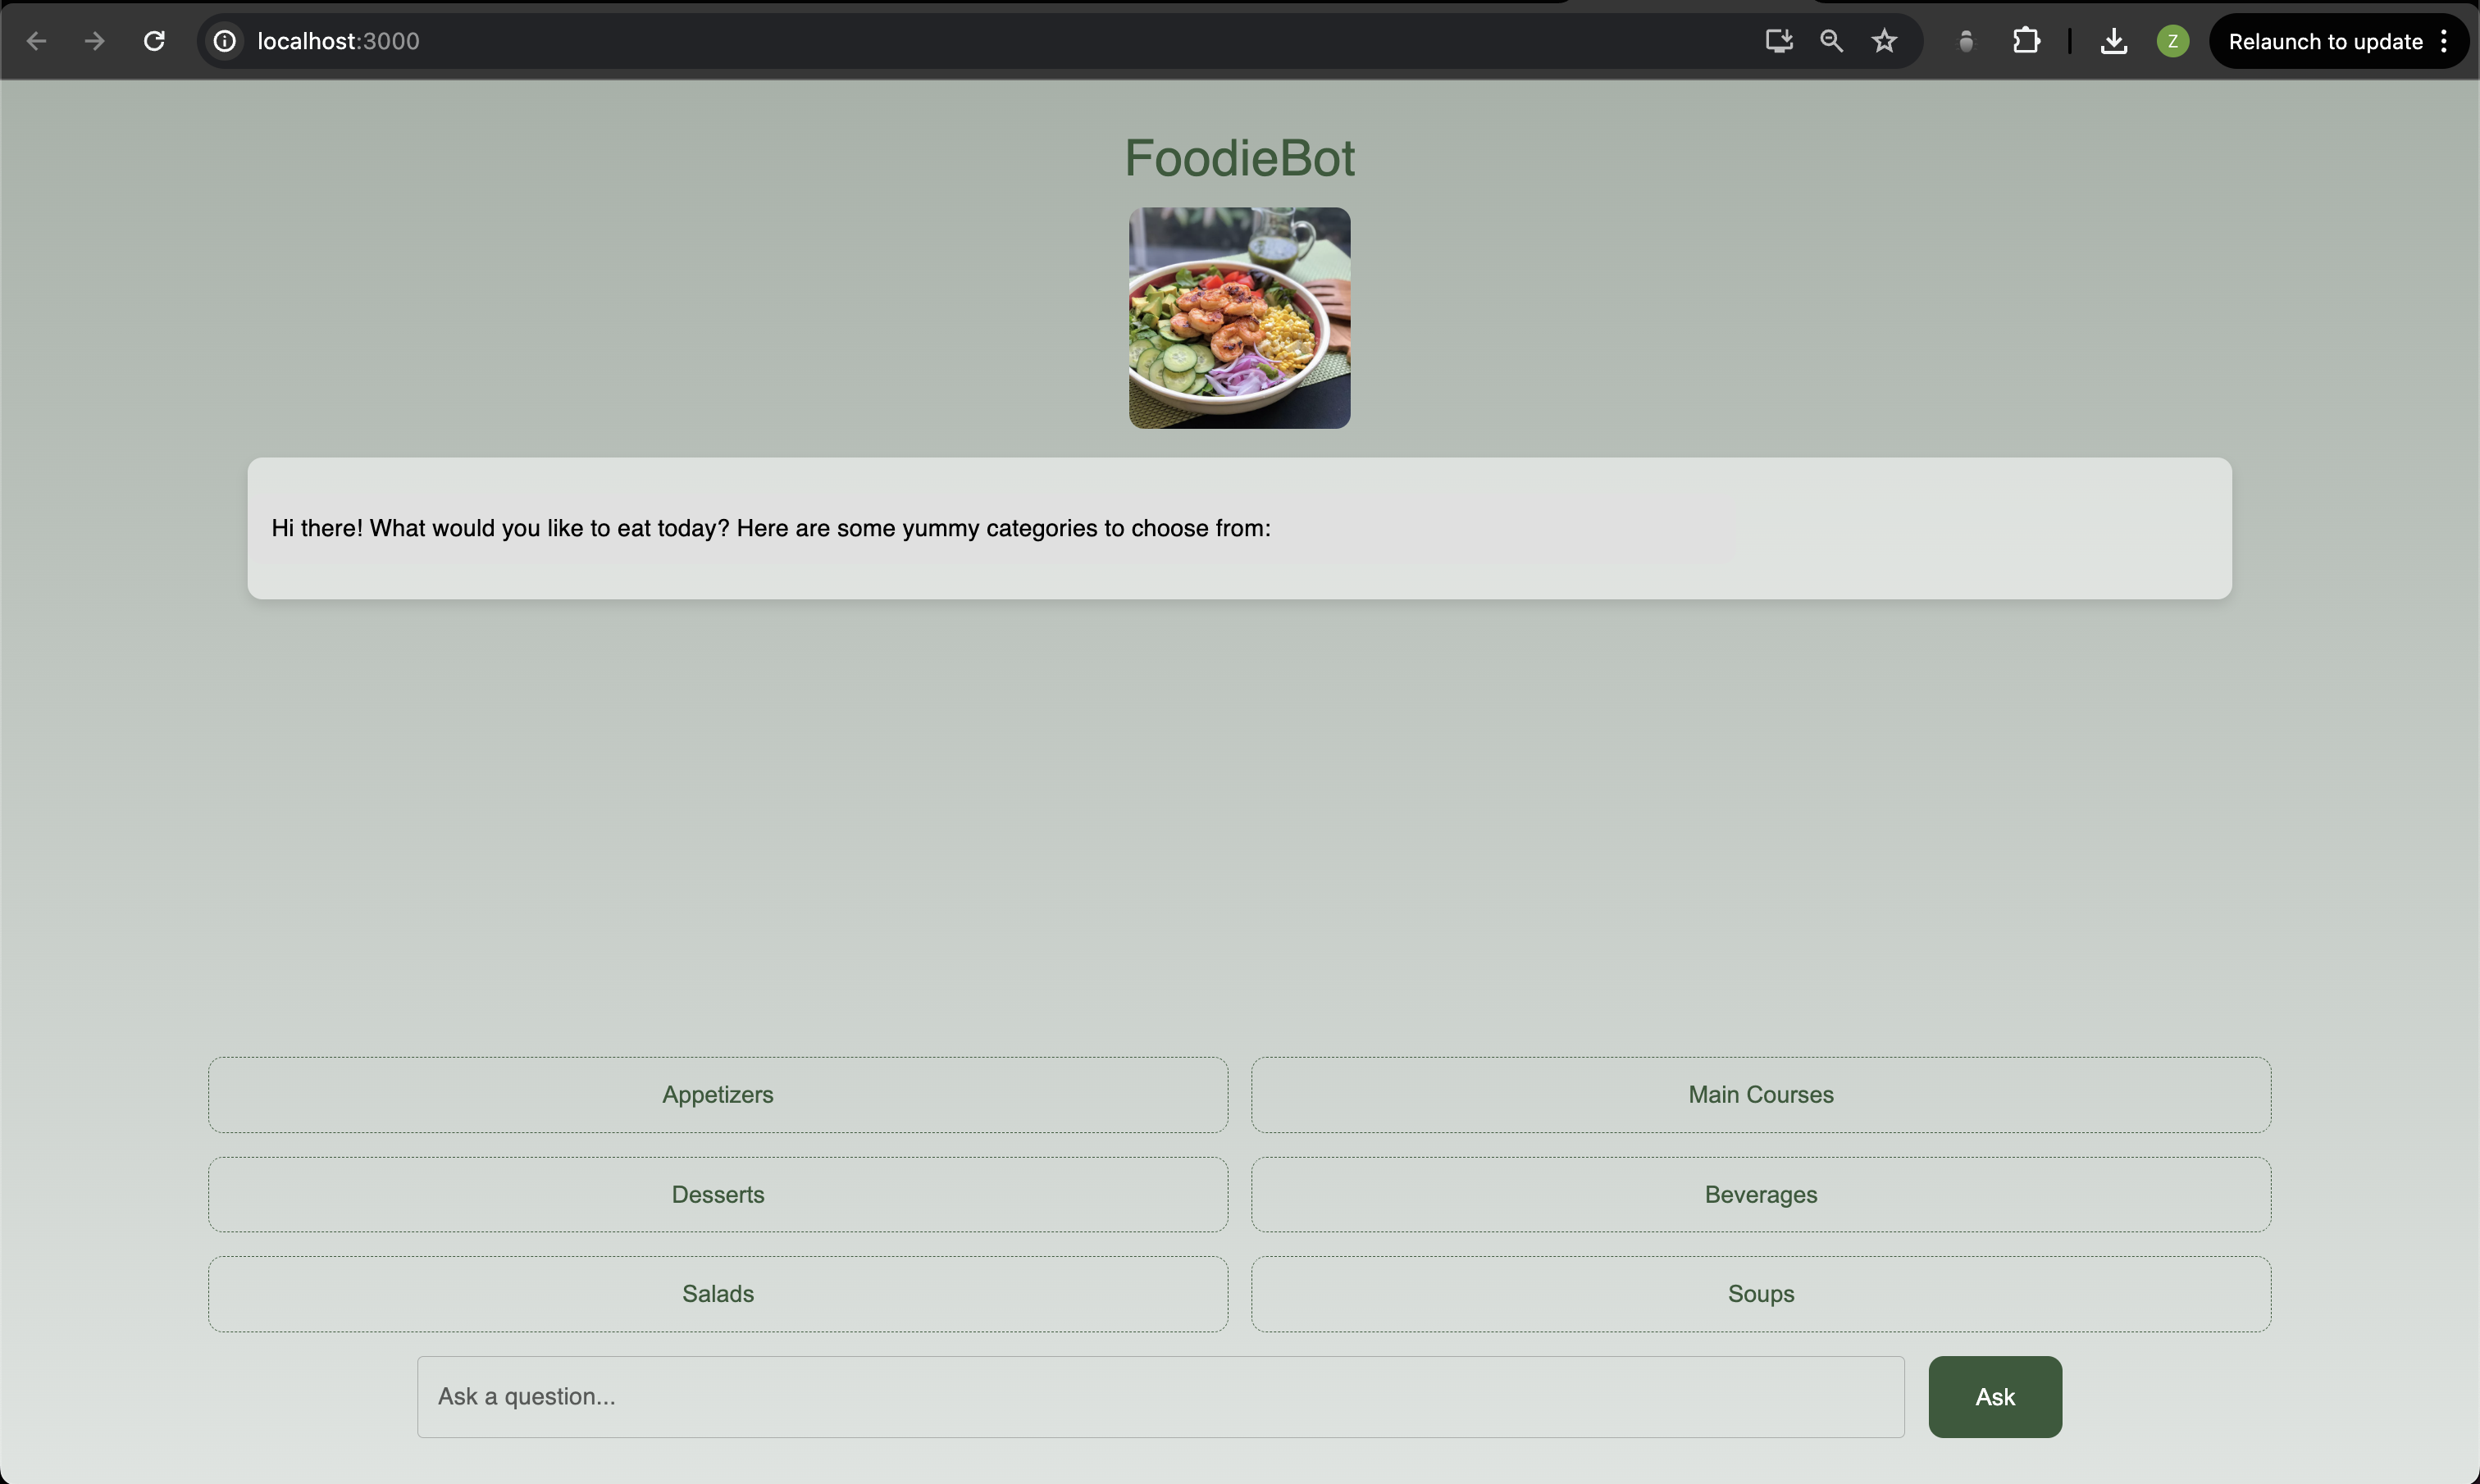 localhost:3000
Z
Relaunch to update
FoodieBot
Hi there! What would you like to eat today? Here are some yummy categories to choose from:
Appetizers
Main Courses
Desserts
Beverages
Salads
Soups
Ask a question...
Ask